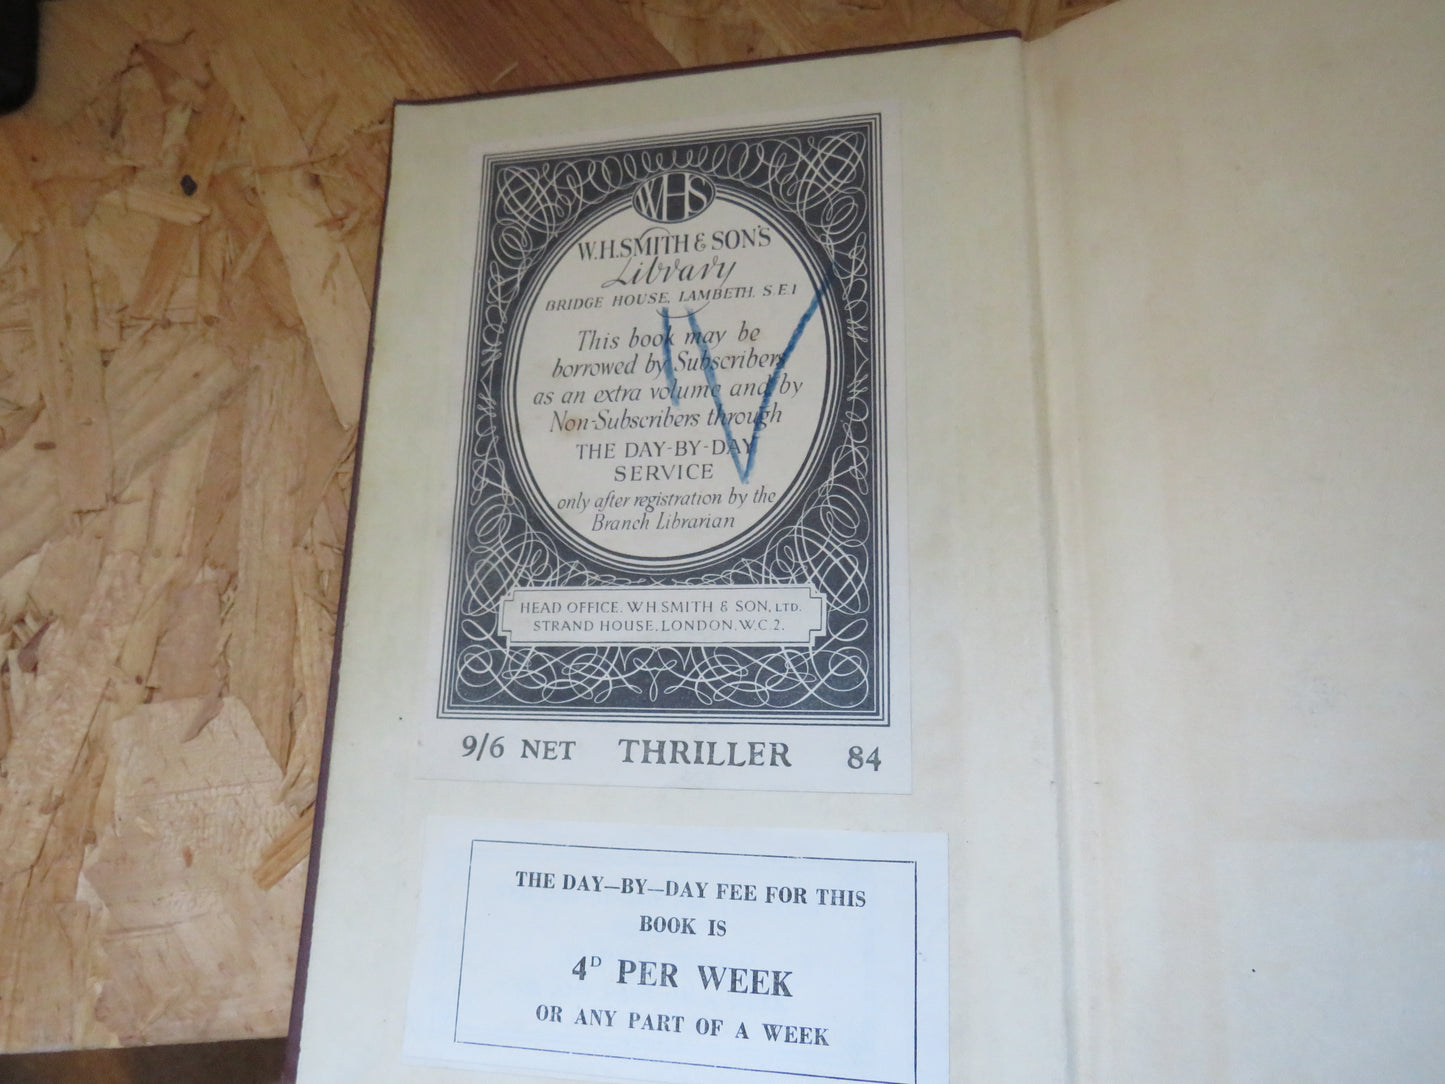 WHS
W.H.SMITH & SON'S
Library
BRIDGE HOUSE, LAMBETH. S.E.1
This book may be
borrowed by Subscribers
as an extra volume and by
Non-Subscribers through
THE DAY-BY-DAY
SERVICE
only after registration by the
Branch Librarian
HEAD OFFICE. W H SMITH & SON, LTD.
STRAND HOUSE, LONDON, W.C.2.
9/6 NET THRILLER 84
THE DAY—BY—DAY FEE FOR THIS
BOOK IS
4D PER WEEK
OR ANY PART OF A WEEK